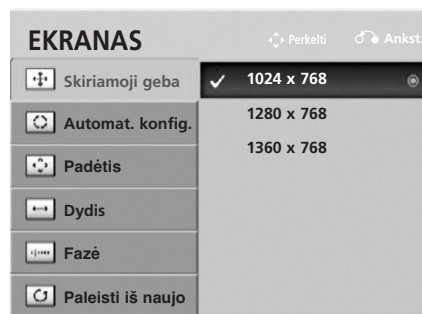 EKRANAS
Perkelti
Ankst.
Skiriamoji geba
1024 x 768
Automat. konfig.
1280 x 768
Padėtis
1360 x 768
Dydis
Fazė
Paleisti iš naujo